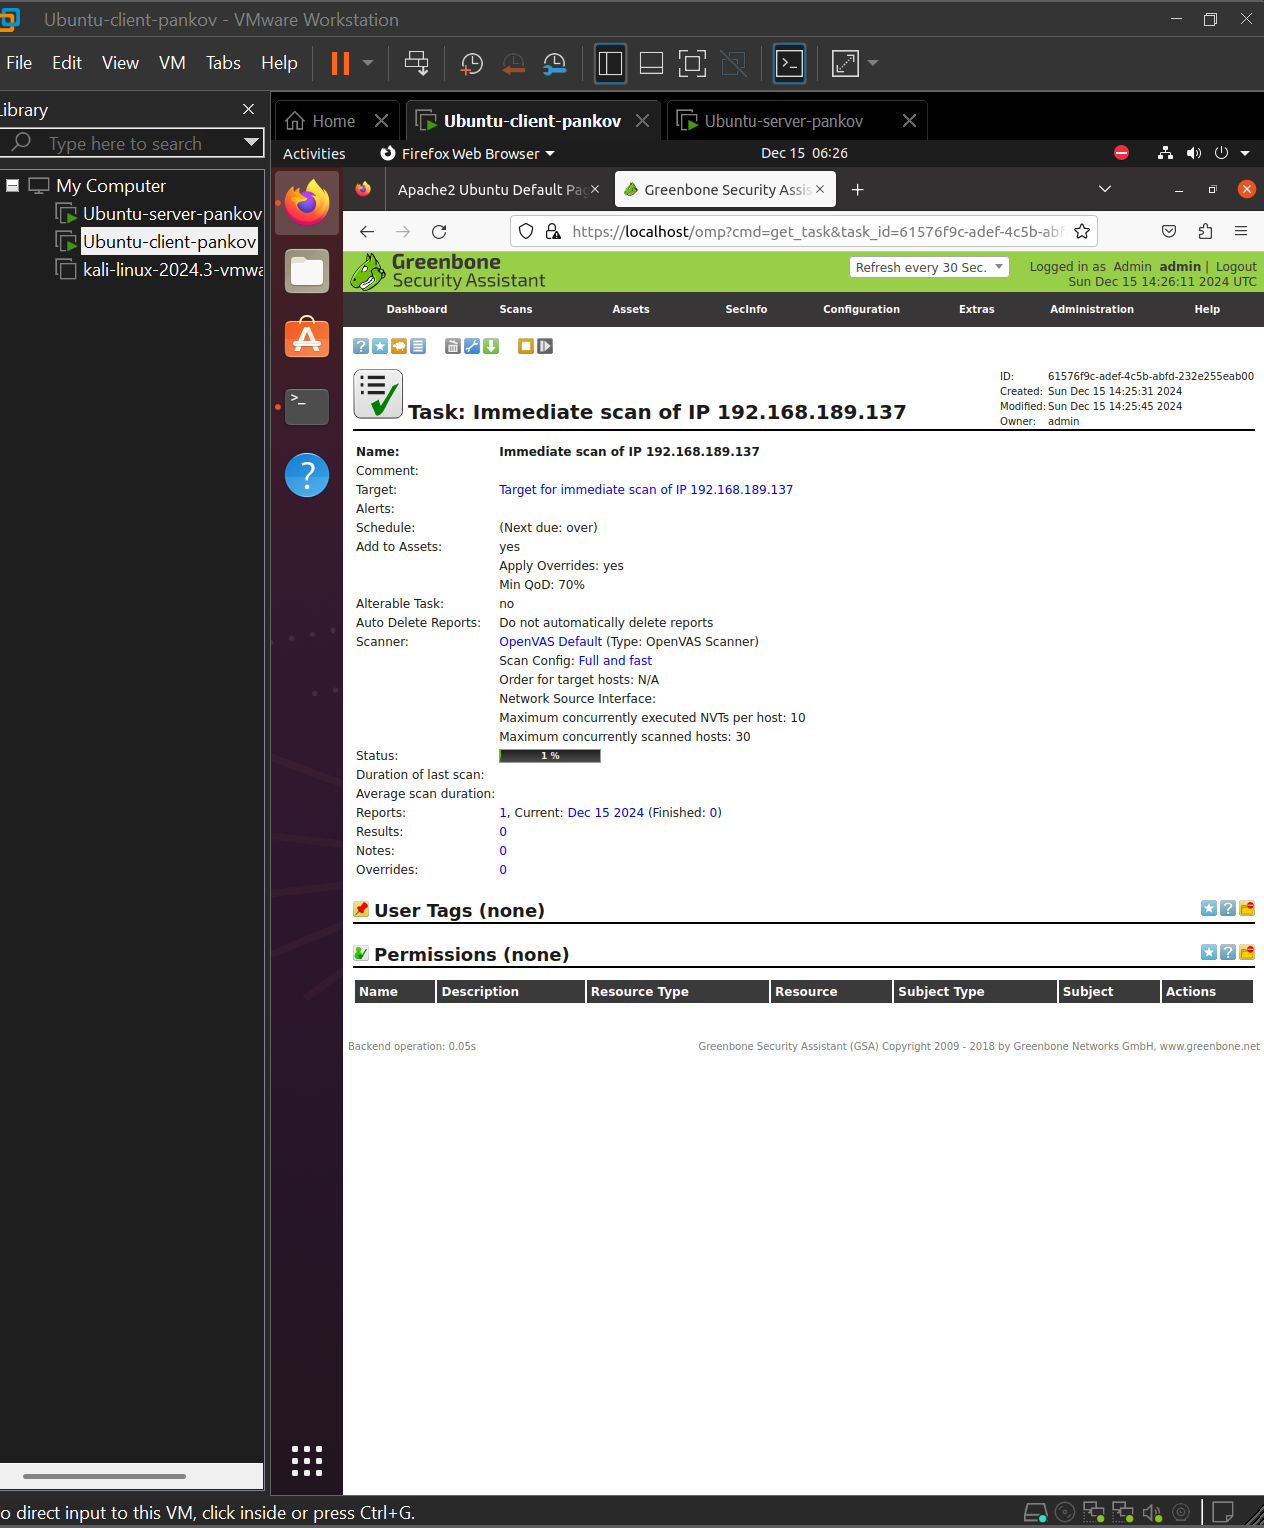 Ubuntu-client-pankov - VMware Workstation
File Edit View VM Tabs Help
Library
Type here to search
My Computer
Ubuntu-server-pankov
Ubuntu-client-pankov
kali-linux-2024.3-vmwa
Home
Ubuntu-client-pankov
Ubuntu-server-pankov
Activities
Firefox Web Browser
Dec 15 06:26
Apache2 Ubuntu Default Pag
Greenbone Security Assis
https://localhost/omp?cmd=get_task&task_id=61576f9c-adef-4c5b-abf
Greenbone
Security Assistant
Refresh every 30 Sec.
Logged in as Admin admin | Logout
Sun Dec 15 14:26:11 2024 UTC
Dashboard Scans Assets SecInfo Configuration Extras Administration Help
Task: Immediate scan of IP 192.168.189.137
ID: 61576f9c-adef-4c5b-abfd-232e255eab00
Created: Sun Dec 15 14:25:31 2024
Modified: Sun Dec 15 14:25:45 2024
Owner: admin
Name: Immediate scan of IP 192.168.189.137
Comment:
Target: Target for immediate scan of IP 192.168.189.137
Alerts:
Schedule: (Next due: over)
Add to Assets: yes
Apply Overrides: yes
Min QoD: 70%
Alterable Task: no
Auto Delete Reports: Do not automatically delete reports
Scanner: OpenVAS Default (Type: OpenVAS Scanner)
Scan Config: Full and fast
Order for target hosts: N/A
Network Source Interface:
Maximum concurrently executed NVTs per host: 10
Maximum concurrently scanned hosts: 30
Status: 1 %
Duration of last scan:
Average scan duration:
Reports: 1, Current: Dec 15 2024 (Finished: 0)
Results: 0
Notes: 0
Overrides: 0
User Tags (none)
Permissions (none)
Name Description Resource Type Resource Subject Type Subject Actions
Backend operation: 0.05s
Greenbone Security Assistant (GSA) Copyright 2009 - 2018 by Greenbone Networks GmbH, www.greenbone.net
o direct input to this VM, click inside or press Ctrl+G.